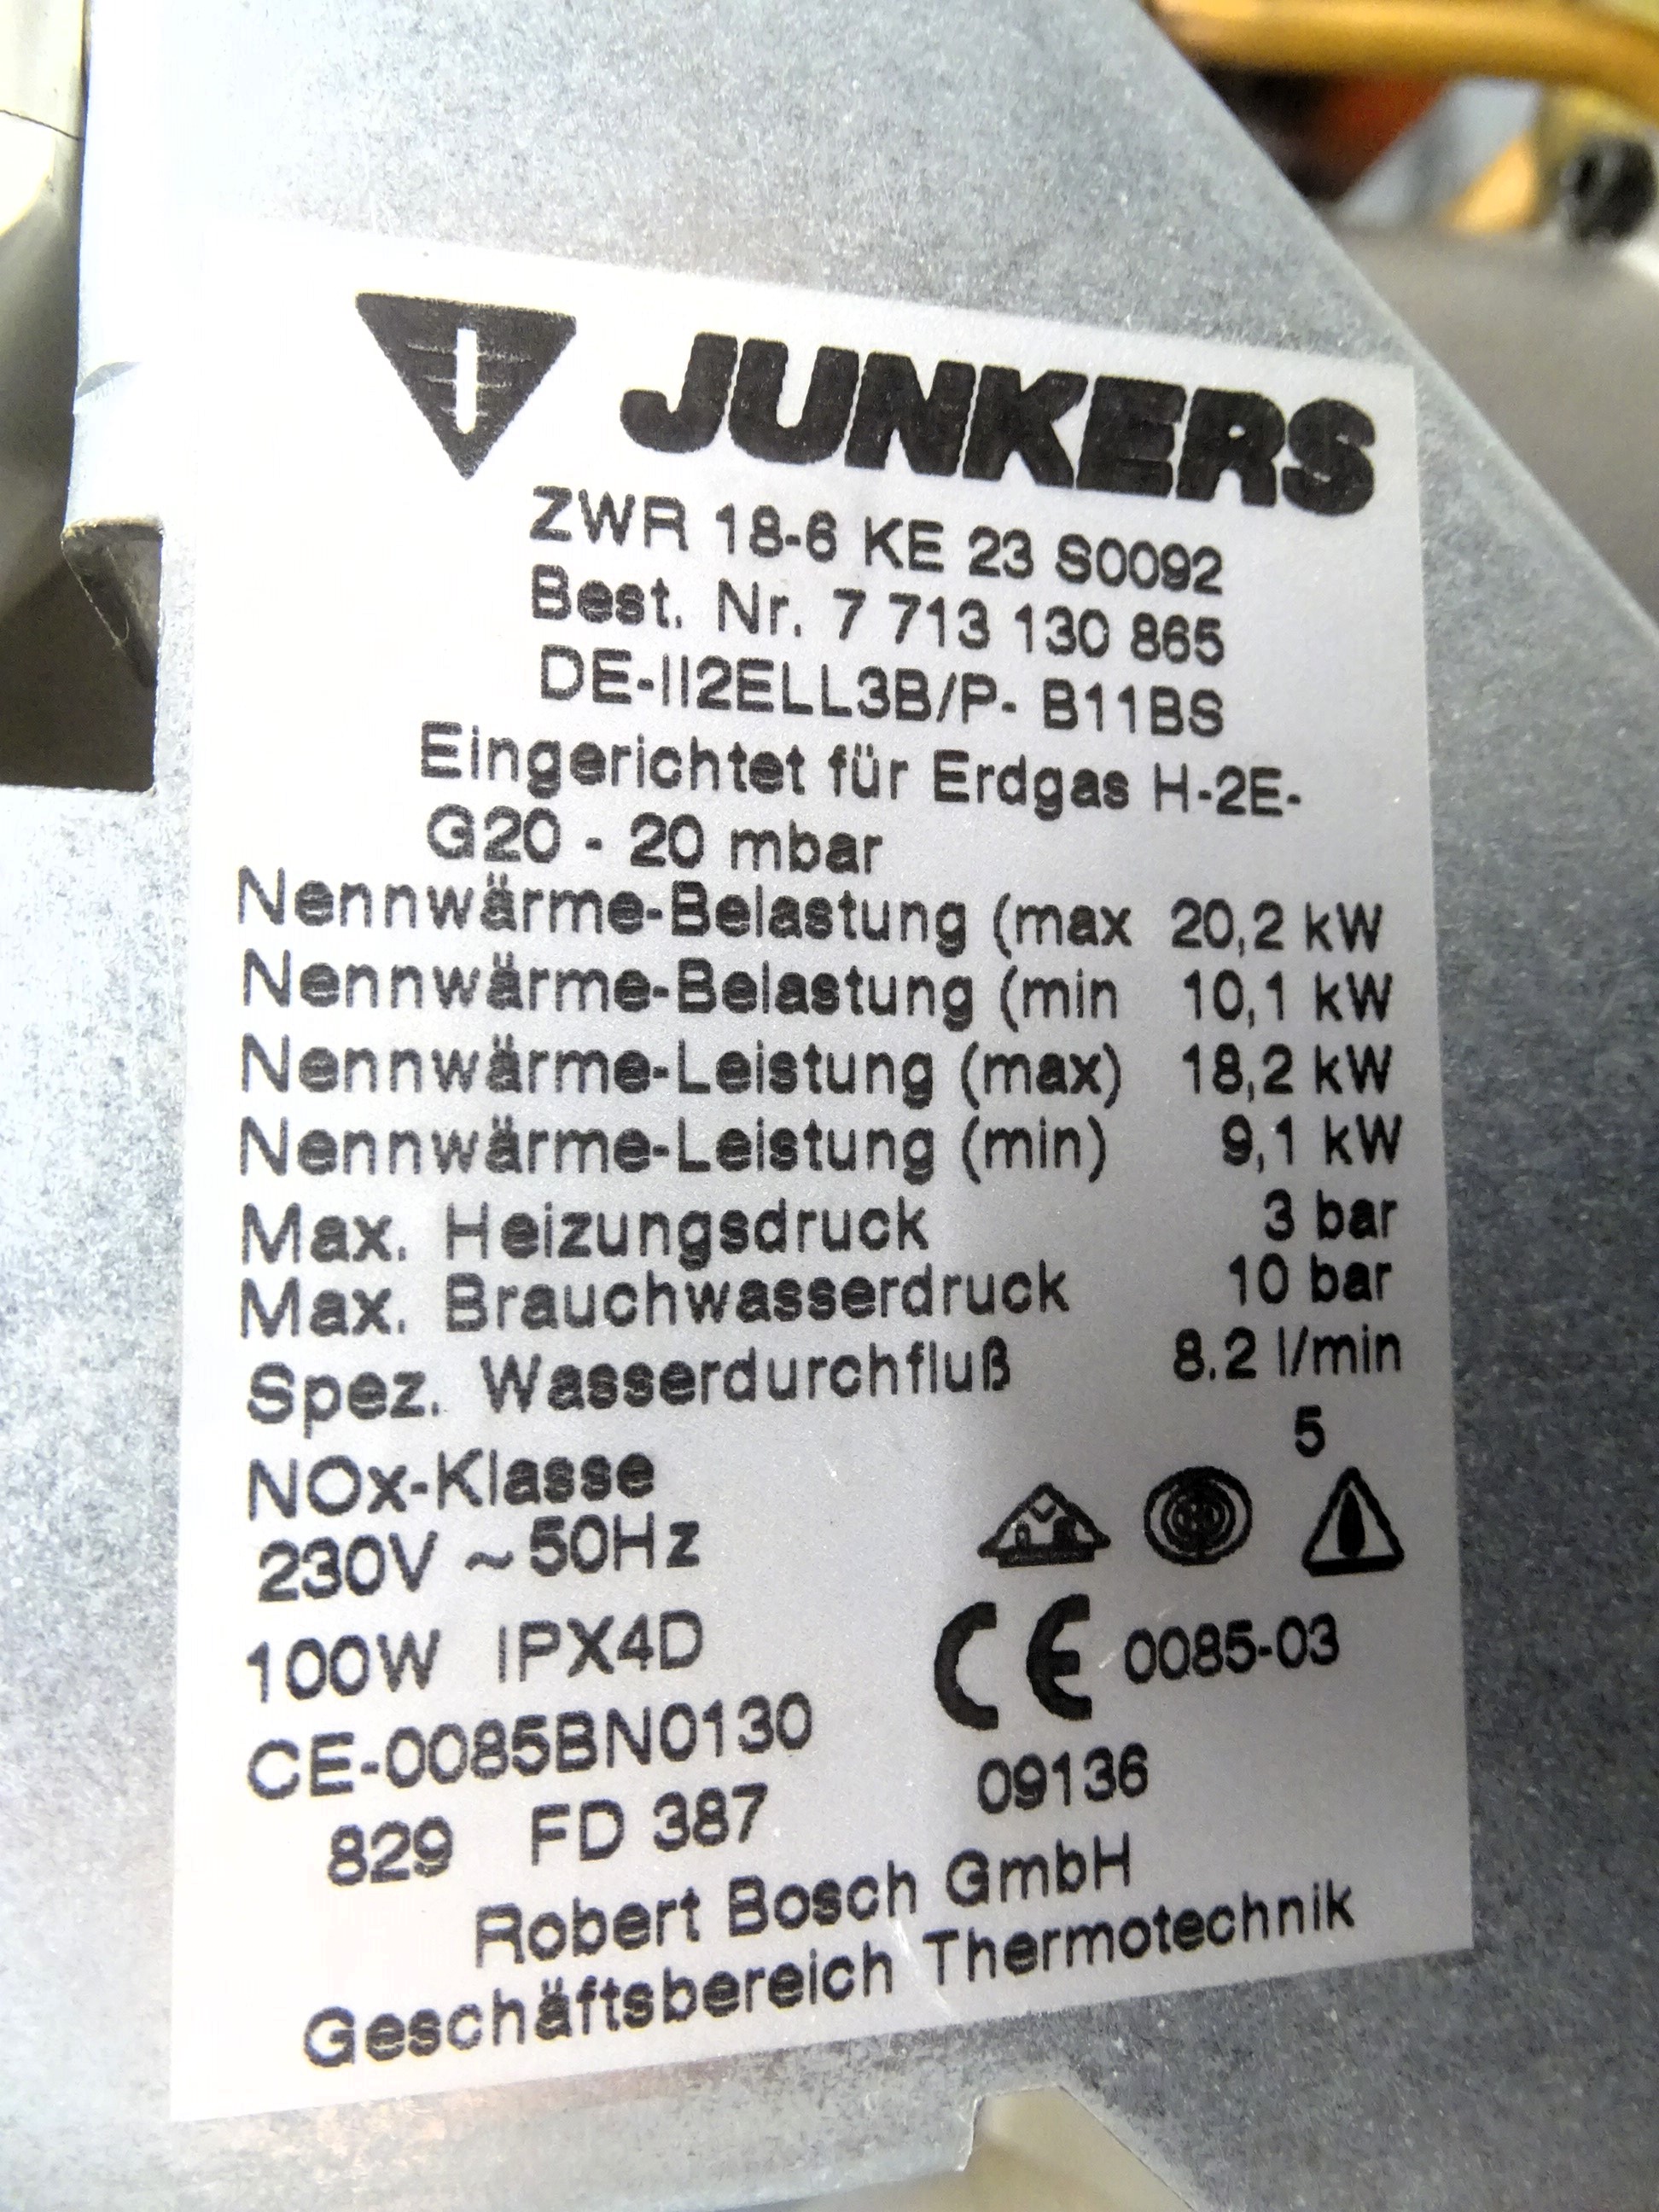 JUNKERS
ZWR 18-6 KE 23 S0092
Best. Nr. 7 713 130 865
DE-II2ELL3B/P- B11BS
Eingerichtet für Erdgas H-2E-
G20 - 20 mbar
Nennwärme-Belastung (max 20,2 kW
Nennwärme-Belastung (min 10,1 kW
Nennwärme-Leistung (max) 18,2 kW
Nennwärme-Leistung (min) 9,1 kW
Max. Heizungsdruck 3 bar
Max. Brauchwasserdruck 10 bar
Spez. Wasserdurchfluß 8.2 l/min
NOx-Klasse 5
230V ~ 50Hz
100W IPX4D
CE 0085-03
CE-0085BN0130
829 FD 387 09136
Robert Bosch GmbH
Geschäftsbereich Thermotechnik